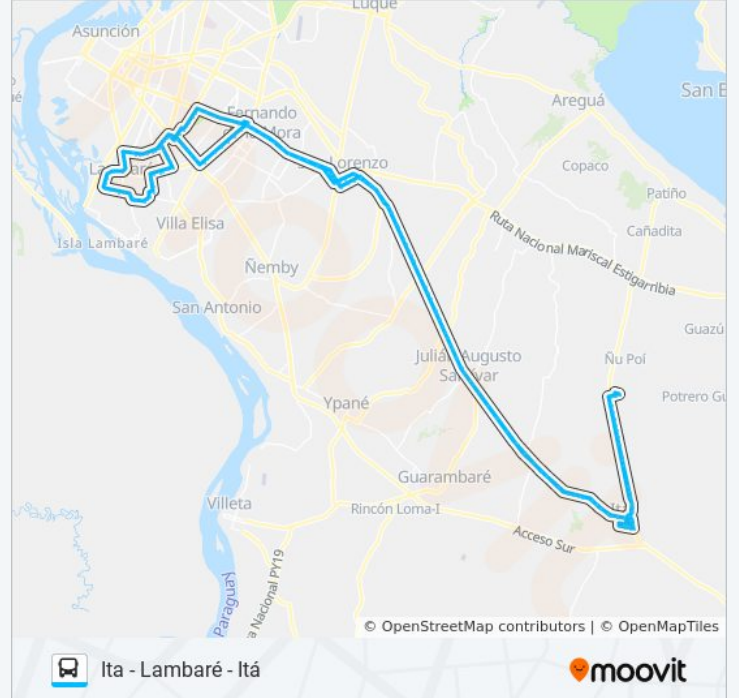 Luque
Asunción
San B
Areguá
Fernando
Mora
Lambaré
Lorenzo
Copaco
Patiño
Villa Elisa
Cañadita
Isla Lambaré
Ruta Nacional Mariscal Estigarribia
Ñemby
San Antonio
Guazú
Julián Augusto
Saldívar
Ñu Poí
Potrero Gu
Ypané
Guarambaré
Villeta
Rincón Loma-I
Acceso Sur
a Nacional PY19
Paraguay
© OpenStreetMap contributors | © OpenMapTiles
Ita - Lambaré - Itá
moovit